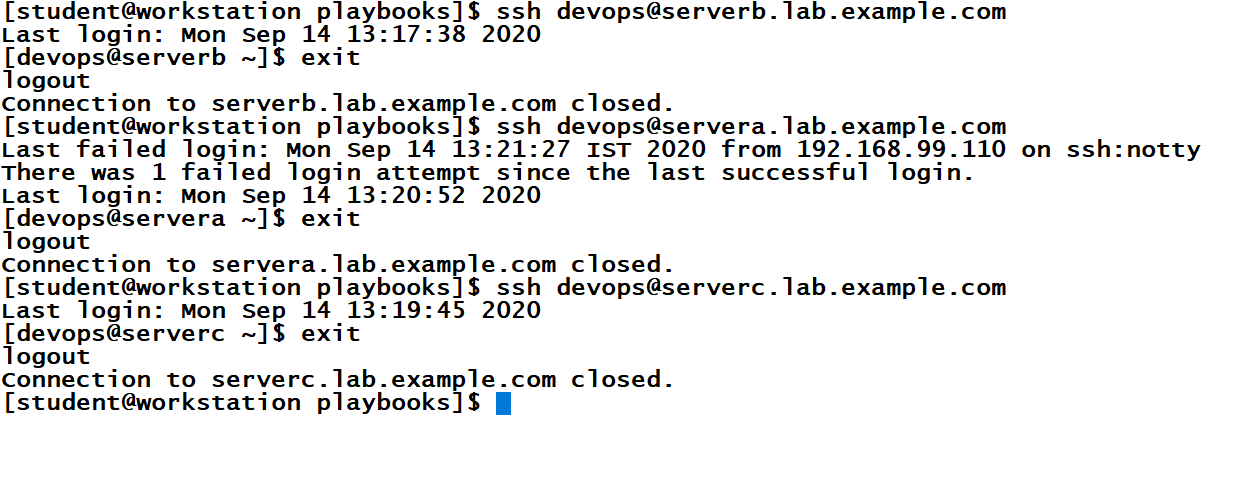 [student@workstation playbooks]$ ssh devops@serverb.lab.example.com
Last login: Mon Sep 14 13:17:38 2020
[devops@serverb ~]$ exit
logout
Connection to serverb.lab.example.com closed.
[student@workstation playbooks]$ ssh devops@servera.lab.example.com
Last failed login: Mon Sep 14 13:21:27 IST 2020 from 192.168.99.110 on ssh:notty
There was 1 failed login attempt since the last successful login.
Last login: Mon Sep 14 13:20:52 2020
[devops@servera ~]$ exit
logout
Connection to servera.lab.example.com closed.
[student@workstation playbooks]$ ssh devops@serverc.lab.example.com
Last login: Mon Sep 14 13:19:45 2020
[devops@serverc ~]$ exit
logout
Connection to serverc.lab.example.com closed.
[student@workstation playbooks]$